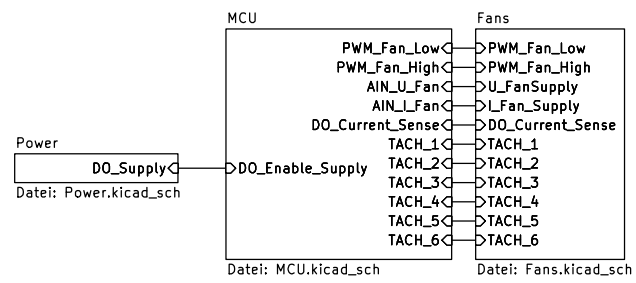 MCU
Fans
PWM_Fan_Low PWM_Fan_Low
PWM_Fan_High PWM_Fan_High
AIN_U_Fan U_FanSupply
AIN_I_Fan I_Fan_Supply
DO_Current_Sense DO_Current_Sense
Power
TACH_1 TACH_1
DO_Supply DO_Enable_Supply
TACH_2 TACH_2
TACH_3 TACH_3
Datei: Power.kicad_sch
TACH_4 TACH_4
TACH_5 TACH_5
TACH_6 TACH_6
Datei: MCU.kicad_sch
Datei: Fans.kicad_sch